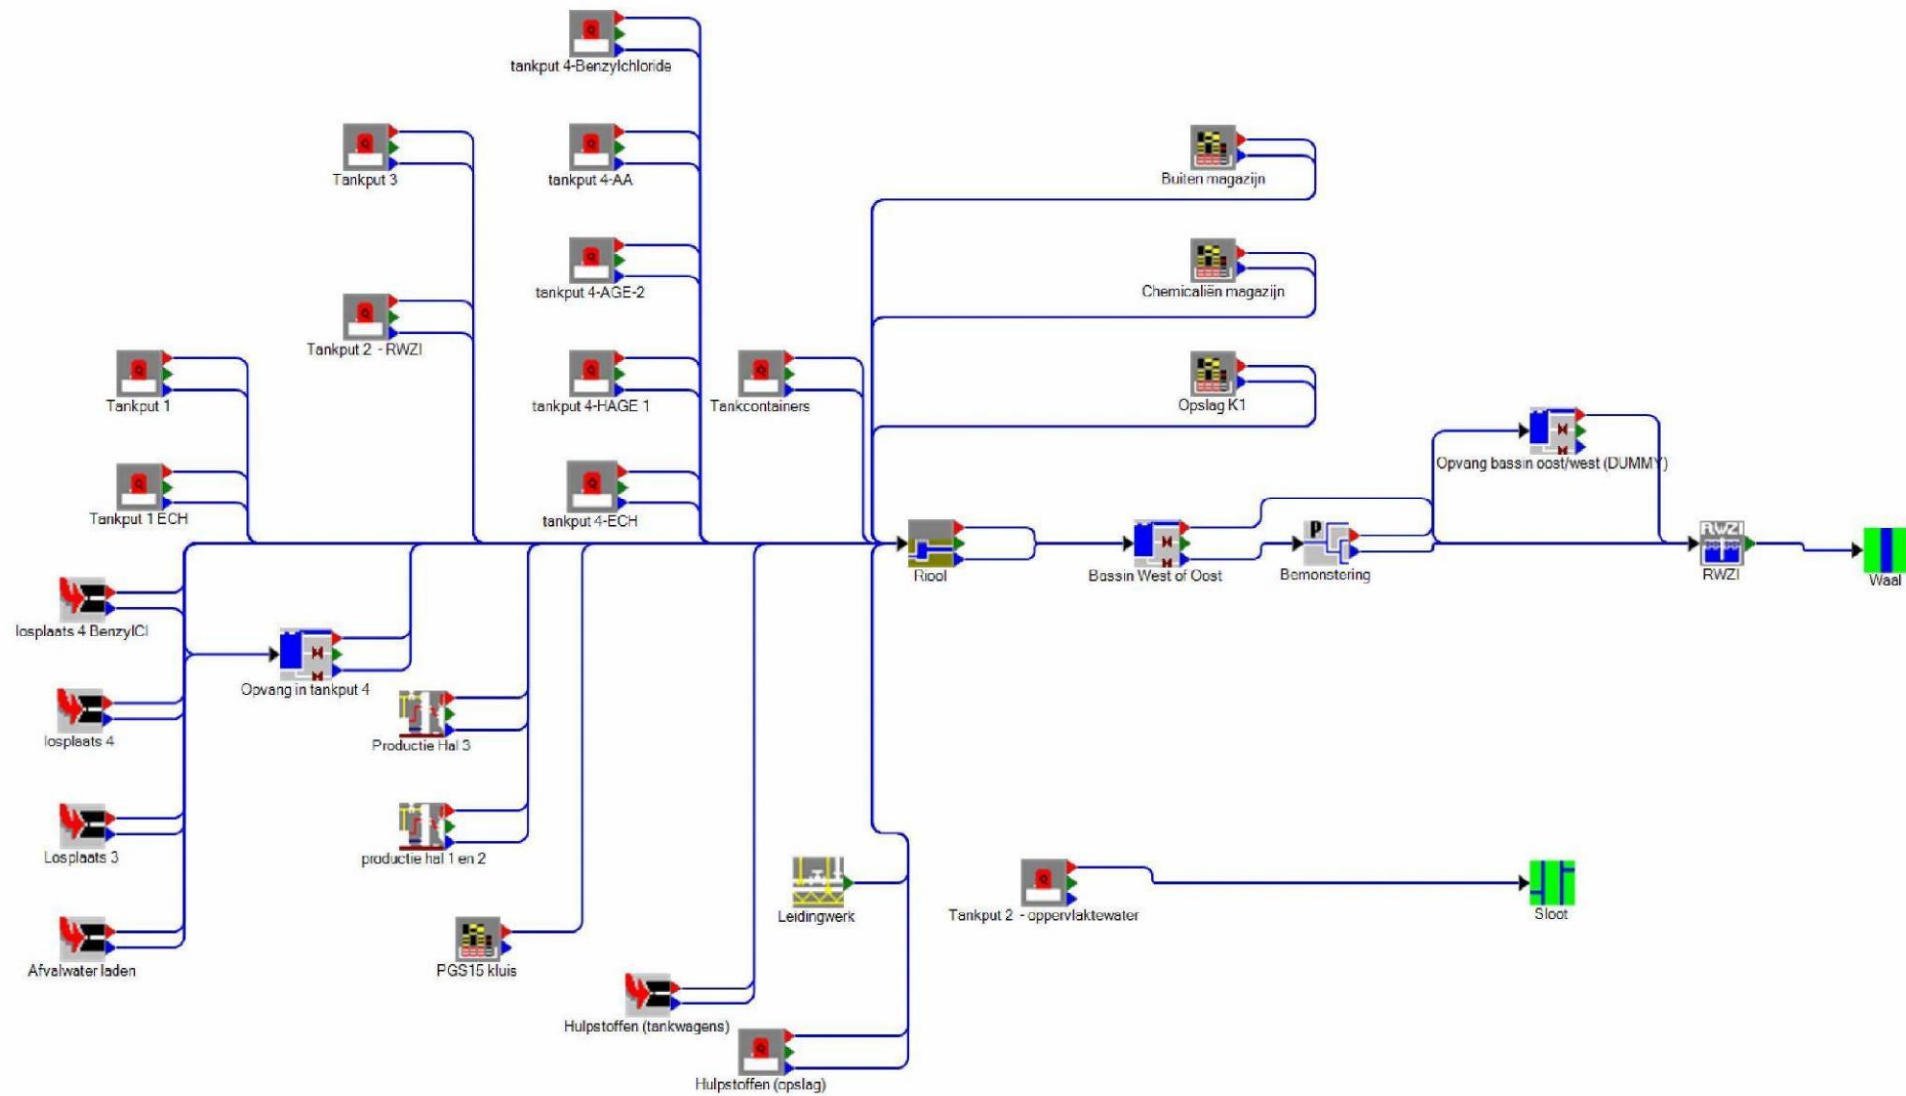 tankput 4-Benzylchloride
Tankput 3
tankput 4-AA
Buiten magazijn
tankput 4-AGE-2
Chemicaliën magazijn
Tankput 2 - RWZI
Tankput 1
tankput 4-HAGE 1
Tankcontainers
Opslag K1
Opvang bassin oost/west (DUMMY)
Tankput 1 ECH
tankput 4-ECH
RWZI
Riool
Bassin West of Oost
P
Bemonstering
RWZI
Waal
losplaats 4 BenzylCl
Opvang in tankput 4
losplaats 4
Productie Hal 3
Losplaats 3
productie hal 1 en 2
Leidingwerk
Tankput 2 - oppervlaktewater
Sloot
Afvalwater laden
PGS15 kluis
Hulpstoffen (tankwagens)
Hulpstoffen (opslag)